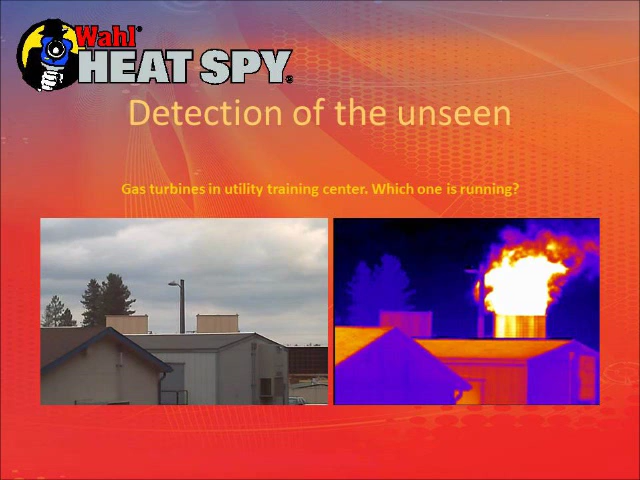 Wahl®
HEAT SPY®
Detection of the unseen
Gas turbines in utility training center. Which one is running?